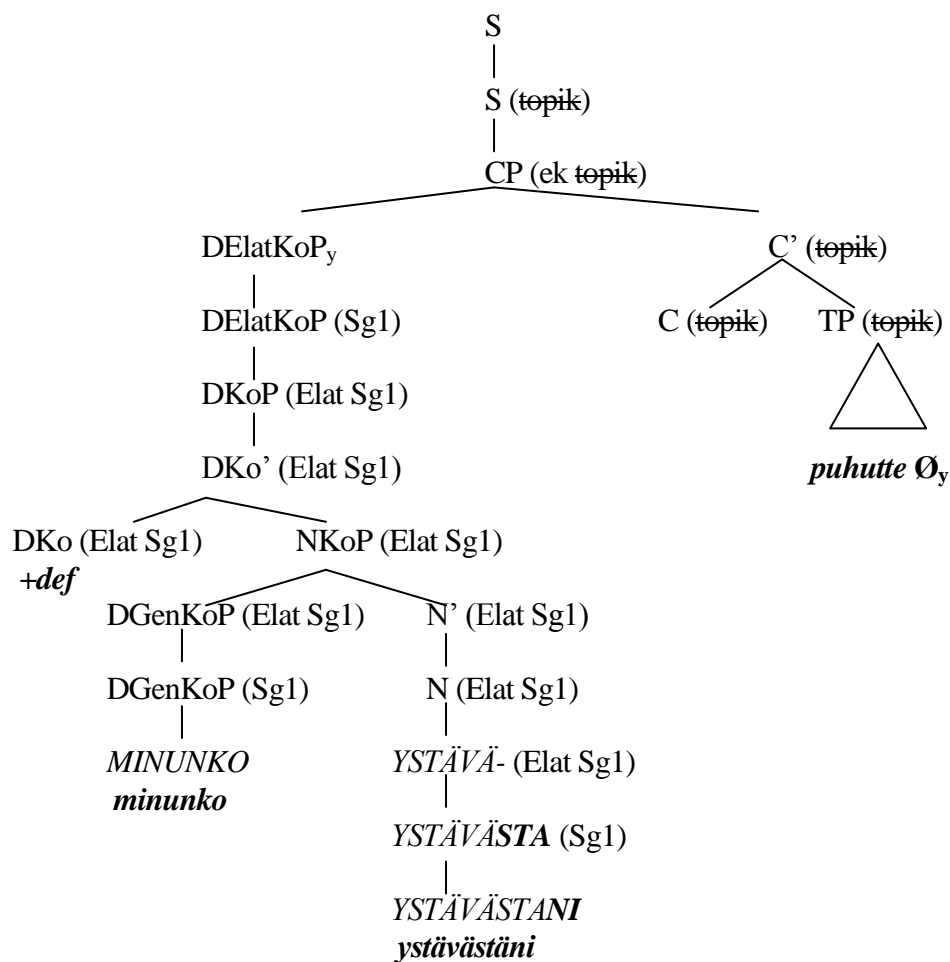 S
S (topik)
CP (ek topik)
DElatKoPy C’ (topik)
DElatKoP (Sg1) C (topik) TP (topik)
DKoP (Elat Sg1)
DKo’ (Elat Sg1) puhutte Øy
DKo (Elat Sg1) NKoP (Elat Sg1)
+def
DGenKoP (Elat Sg1) N’ (Elat Sg1)
DGenKoP (Sg1) N (Elat Sg1)
MINUNKO YSTÄVÄ- (Elat Sg1)
minunko
YSTÄVÄSTA (Sg1)
YSTÄVÄSTANI
ystävästäni